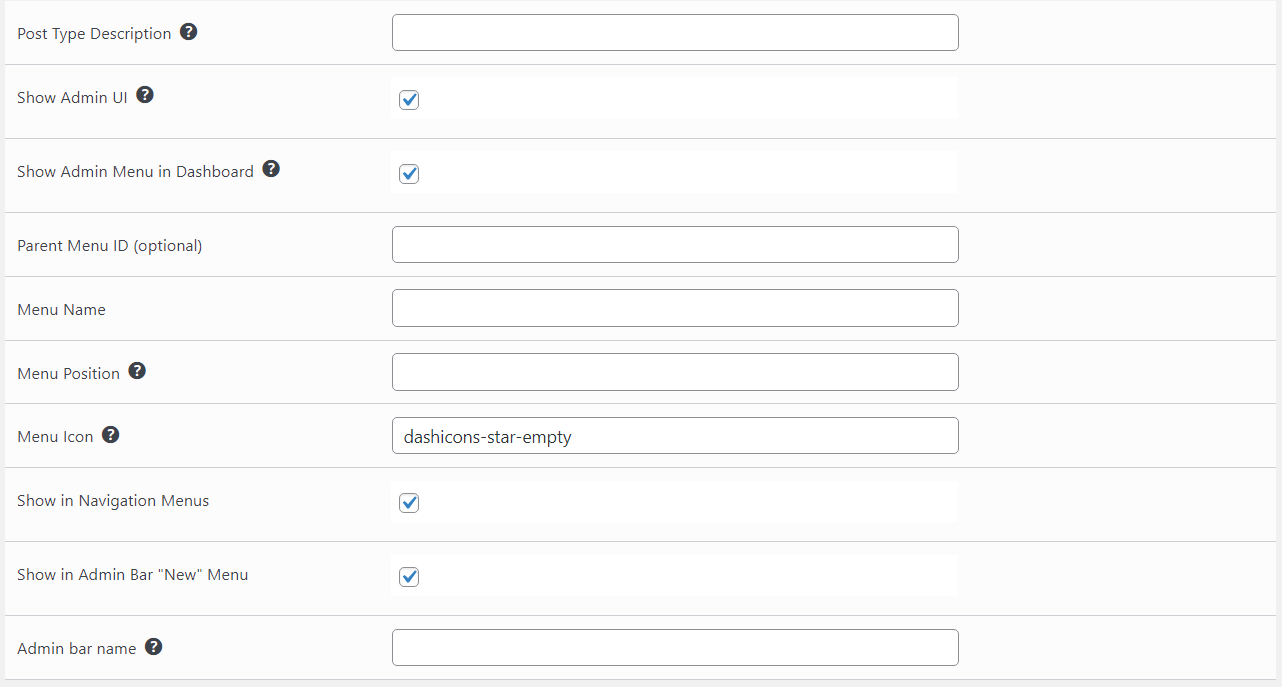 Post Type Description ?
Show Admin UI ?
Show Admin Menu in Dashboard ?
Parent Menu ID (optional)
Menu Name
Menu Position ?
Menu Icon ? dashicons-star-empty
Show in Navigation Menus
Show in Admin Bar "New" Menu
Admin bar name ?